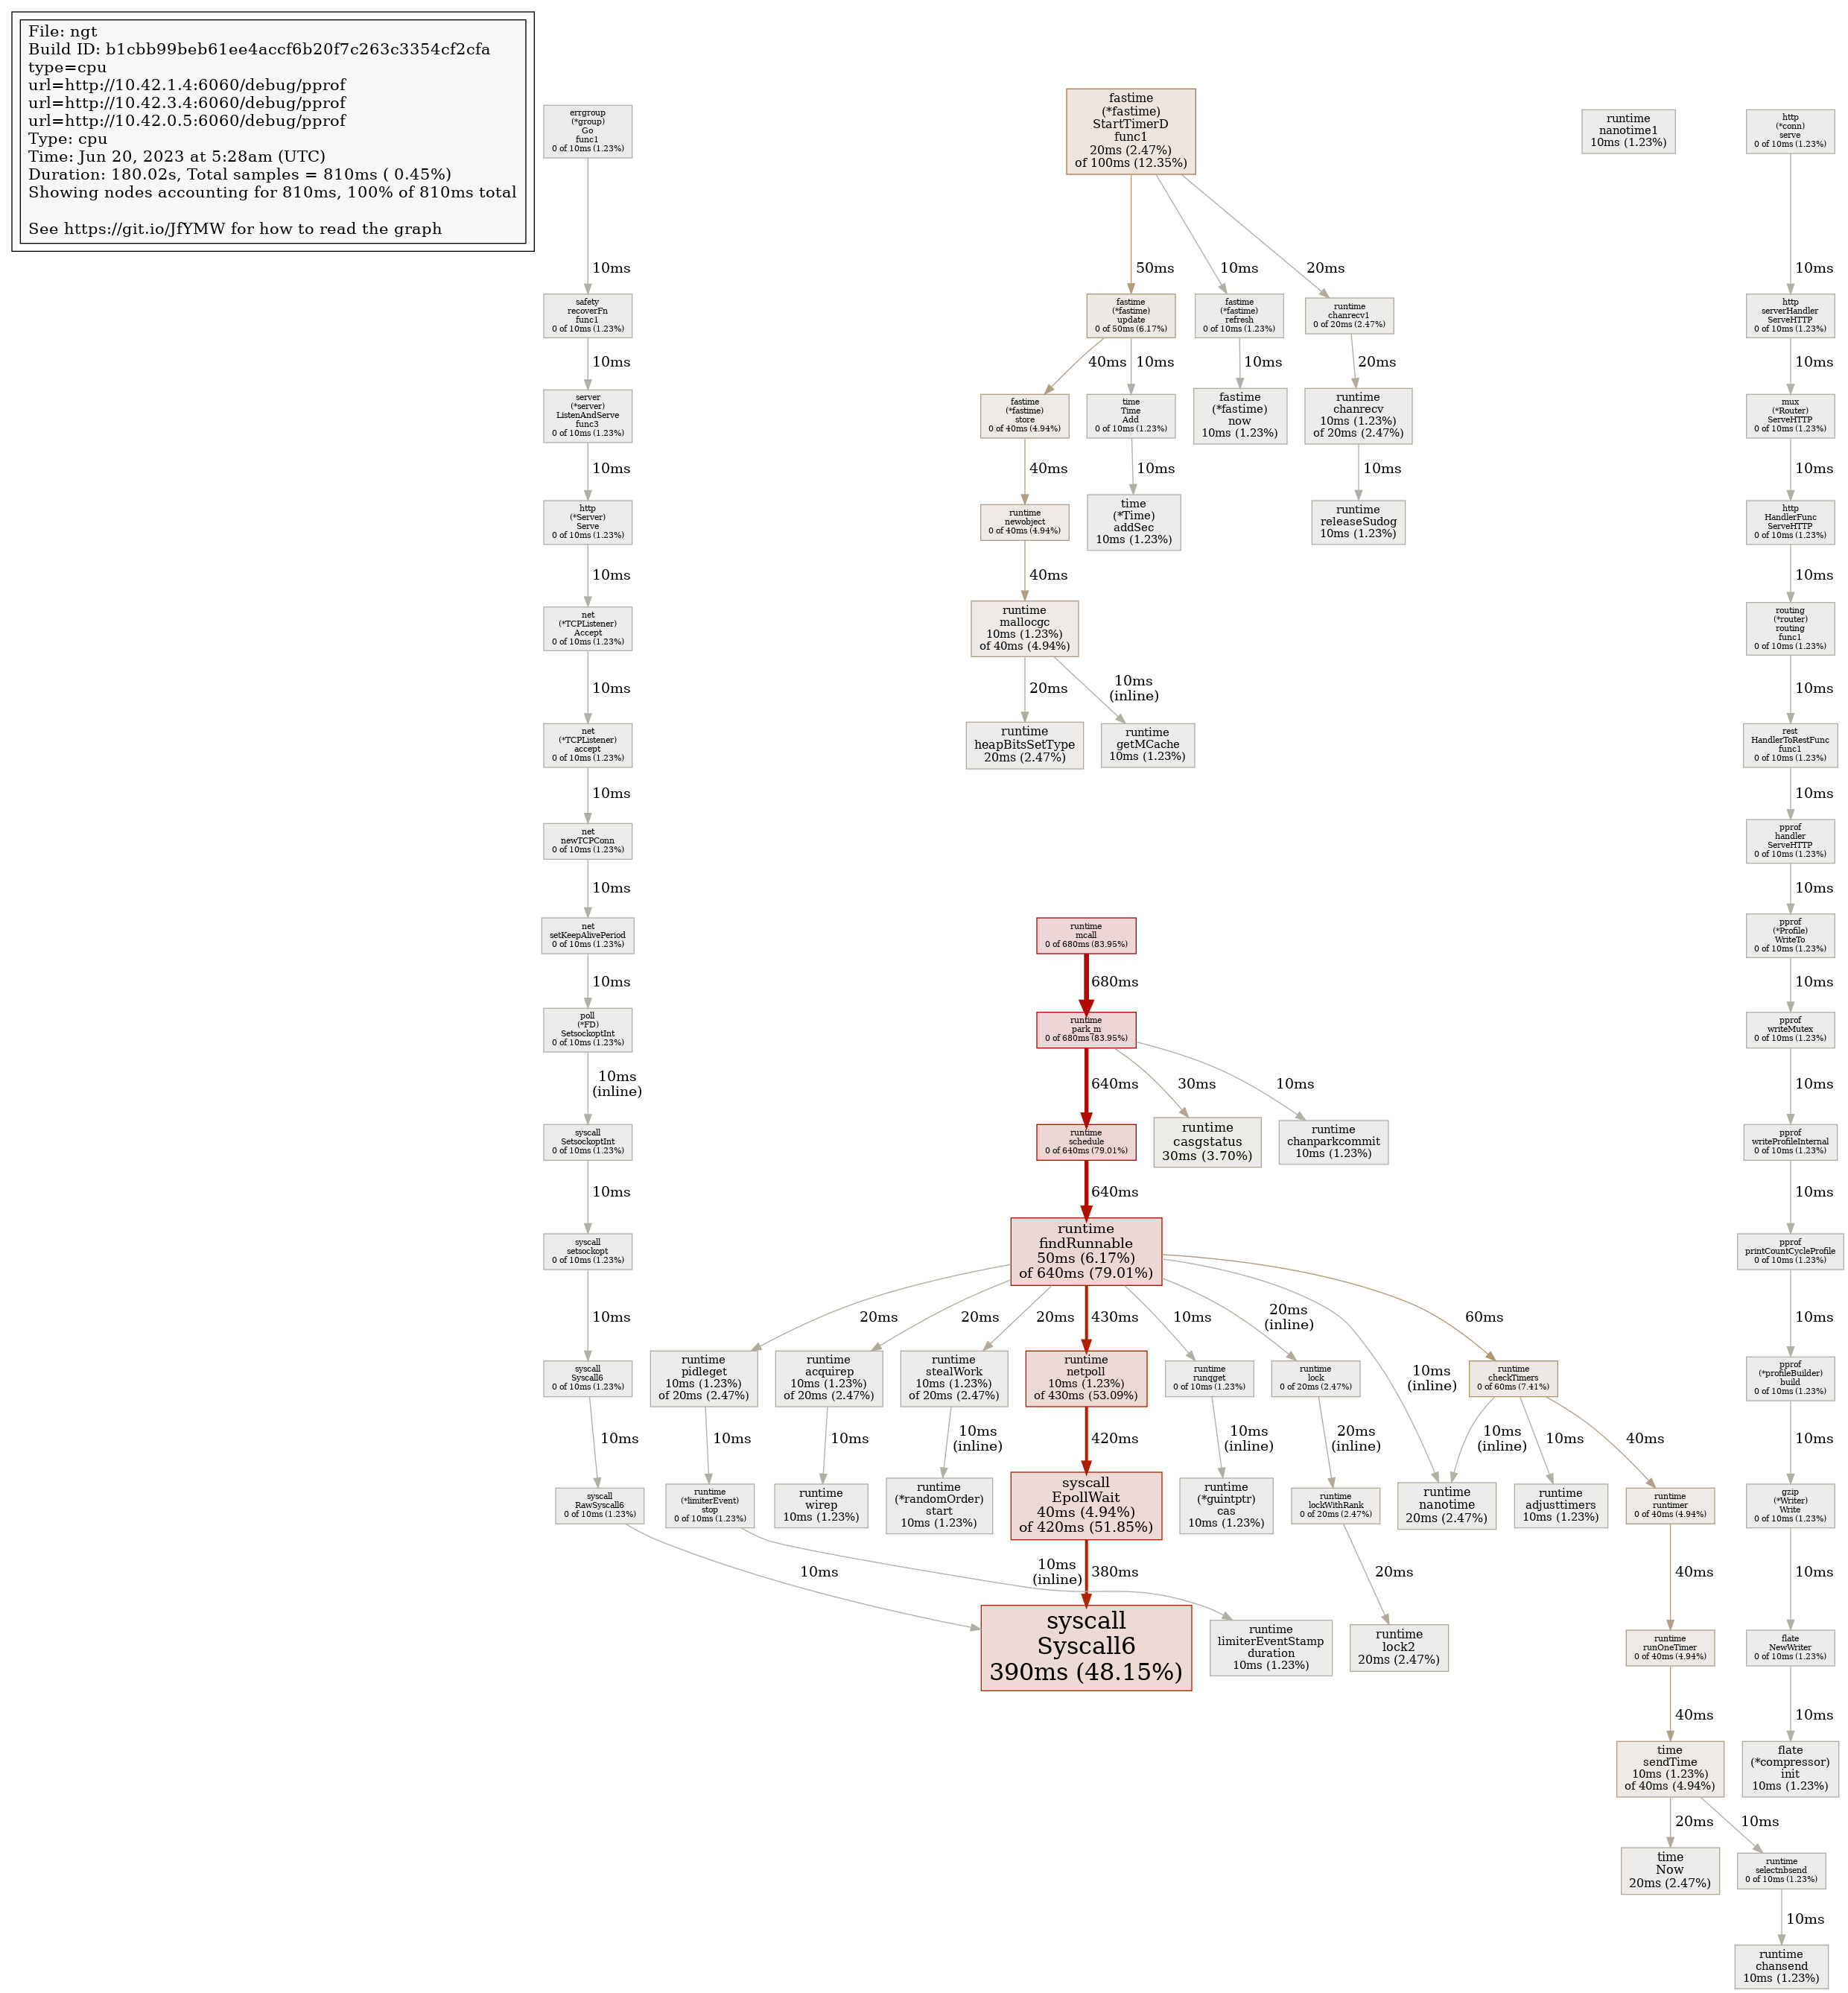 File: ngt
Build ID: b1cbb99beb61ee4accf6b20f7c263c3354cf2cfa
type=cpu
url=http://10.42.1.4:6060/debug/pprof
url=http://10.42.3.4:6060/debug/pprof
url=http://10.42.0.5:6060/debug/pprof
Type: cpu
Time: Jun 20, 2023 at 5:28am (UTC)
Duration: 180.02s, Total samples = 810ms ( 0.45%)
Showing nodes accounting for 810ms, 100% of 810ms total
See https://git.io/JfYMW for how to read the graph
errgroup
(*group)
Go
func1
0 of 10ms (1.23%)
10ms
safety
recoverFn
func1
0 of 10ms (1.23%)
10ms
server
(*server)
ListenAndServe
func3
0 of 10ms (1.23%)
10ms
http
(*Server)
Serve
0 of 10ms (1.23%)
10ms
net
(*TCPListener)
Accept
0 of 10ms (1.23%)
10ms
net
(*TCPListener)
accept
0 of 10ms (1.23%)
10ms
net
newTCPConn
0 of 10ms (1.23%)
10ms
net
setKeepAlivePeriod
0 of 10ms (1.23%)
10ms
poll
(*FD)
SetsockoptInt
0 of 10ms (1.23%)
10ms
(inline)
syscall
SetsockoptInt
0 of 10ms (1.23%)
10ms
syscall
setsockopt
0 of 10ms (1.23%)
10ms
syscall
Syscall6
0 of 10ms (1.23%)
10ms
syscall
RawSyscall6
0 of 10ms (1.23%)
10ms
fastime
(*fastime)
StartTimerD
func1
20ms (2.47%)
of 100ms (12.35%)
50ms
10ms
20ms
fastime
(*fastime)
update
0 of 50ms (6.17%)
fastime
(*fastime)
refresh
0 of 10ms (1.23%)
runtime
chanrecv1
0 of 20ms (2.47%)
40ms
10ms
10ms
20ms
fastime
(*fastime)
store
0 of 40ms (4.94%)
time
Time
Add
0 of 10ms (1.23%)
fastime
(*fastime)
now
10ms (1.23%)
runtime
chanrecv
10ms (1.23%)
of 20ms (2.47%)
40ms
10ms
10ms
runtime
newobject
0 of 40ms (4.94%)
time
(*Time)
addSec
10ms (1.23%)
runtime
releaseSudog
10ms (1.23%)
40ms
runtime
mallocgc
10ms (1.23%)
of 40ms (4.94%)
20ms
10ms
(inline)
runtime
heapBitsSetType
20ms (2.47%)
runtime
getMCache
10ms (1.23%)
runtime
mcall
0 of 680ms (83.95%)
680ms
runtime
park_m
0 of 680ms (83.95%)
640ms
30ms
10ms
runtime
schedule
0 of 640ms (79.01%)
runtime
casgstatus
30ms (3.70%)
runtime
chanparkcommit
10ms (1.23%)
640ms
runtime
findRunnable
50ms (6.17%)
of 640ms (79.01%)
20ms
20ms
20ms
430ms
10ms
20ms
(inline)
10ms
(inline)
60ms
runtime
pidleget
10ms (1.23%)
of 20ms (2.47%)
runtime
acquirep
10ms (1.23%)
of 20ms (2.47%)
runtime
stealWork
10ms (1.23%)
of 20ms (2.47%)
runtime
netpoll
10ms (1.23%)
of 430ms (53.09%)
runtime
runqget
0 of 10ms (1.23%)
runtime
lock
0 of 20ms (2.47%)
runtime
checkTimers
0 of 60ms (7.41%)
10ms
10ms
10ms
(inline)
420ms
10ms
(inline)
20ms
(inline)
10ms
(inline)
10ms
40ms
runtime
(*limiterEvent)
stop
0 of 10ms (1.23%)
runtime
wirep
10ms (1.23%)
runtime
(*randomOrder)
start
10ms (1.23%)
syscall
EpollWait
40ms (4.94%)
of 420ms (51.85%)
runtime
(*guintptr)
cas
10ms (1.23%)
runtime
lockWithRank
0 of 20ms (2.47%)
runtime
nanotime
20ms (2.47%)
runtime
adjusttimers
10ms (1.23%)
runtime
runtimer
0 of 40ms (4.94%)
10ms
(inline)
380ms
20ms
40ms
syscall
Syscall6
390ms (48.15%)
runtime
limiterEventStamp
duration
10ms (1.23%)
runtime
lock2
20ms (2.47%)
runtime
runOneTimer
0 of 40ms (4.94%)
40ms
time
sendTime
10ms (1.23%)
of 40ms (4.94%)
20ms
10ms
time
Now
20ms (2.47%)
runtime
selectnbsend
0 of 10ms (1.23%)
10ms
runtime
chansend
10ms (1.23%)
runtime
nanotime1
10ms (1.23%)
http
(*conn)
serve
0 of 10ms (1.23%)
10ms
http
serverHandler
ServeHTTP
0 of 10ms (1.23%)
10ms
mux
(*Router)
ServeHTTP
0 of 10ms (1.23%)
10ms
http
HandlerFunc
ServeHTTP
0 of 10ms (1.23%)
10ms
routing
(*router)
routing
func1
0 of 10ms (1.23%)
10ms
rest
HandlerToRestFunc
func1
0 of 10ms (1.23%)
10ms
pprof
handler
ServeHTTP
0 of 10ms (1.23%)
10ms
pprof
(*Profile)
WriteTo
0 of 10ms (1.23%)
10ms
pprof
writeMutex
0 of 10ms (1.23%)
10ms
pprof
writeProfileInternal
0 of 10ms (1.23%)
10ms
pprof
printCountCycleProfile
0 of 10ms (1.23%)
10ms
pprof
(*profileBuilder)
build
0 of 10ms (1.23%)
10ms
gzip
(*Writer)
Write
0 of 10ms (1.23%)
10ms
flate
NewWriter
0 of 10ms (1.23%)
10ms
flate
(*compressor)
init
10ms (1.23%)